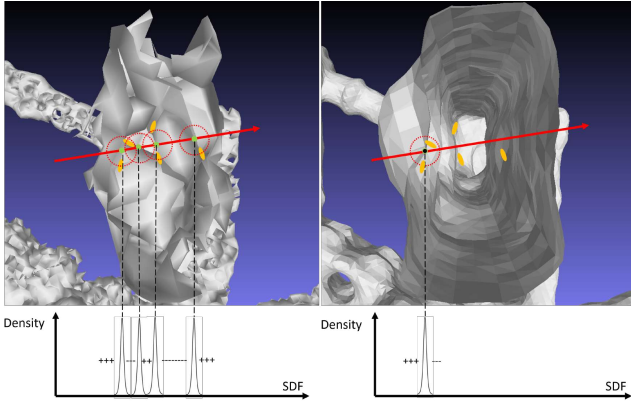 Density
+++ --- ++ ------- +++
SDF
Density
+++ ---
SDF